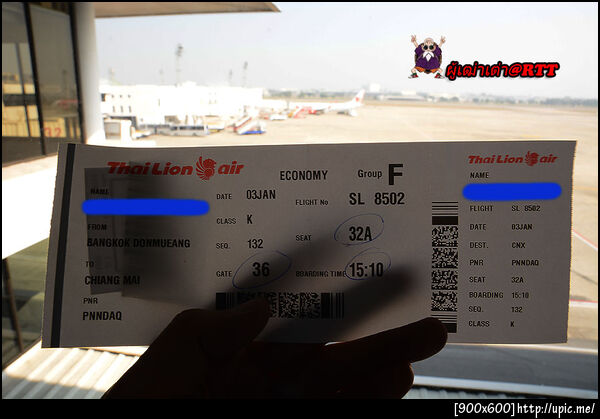 ผู้เฒ่าเต่า@RTT
Thai Lion air
ECONOMY
Group F
NAME
DATE 03JAN
FLIGHT No SL 8502
FROM
BANGKOK DONMUEANG
CLASS K
SEQ. 132
SEAT 32A
TO
CHIANG MAI
GATE 36
BOARDING TIME 15:10
PNR
PNNDAQ
Thai Lion air
NAME
FLIGHT SL 8502
DATE 03JAN
DEST. CNX
PNR PNNDAQ
SEAT 32A
BOARDING 15:10
SEQ. 132
CLASS K
[900x600]http://upic.me/